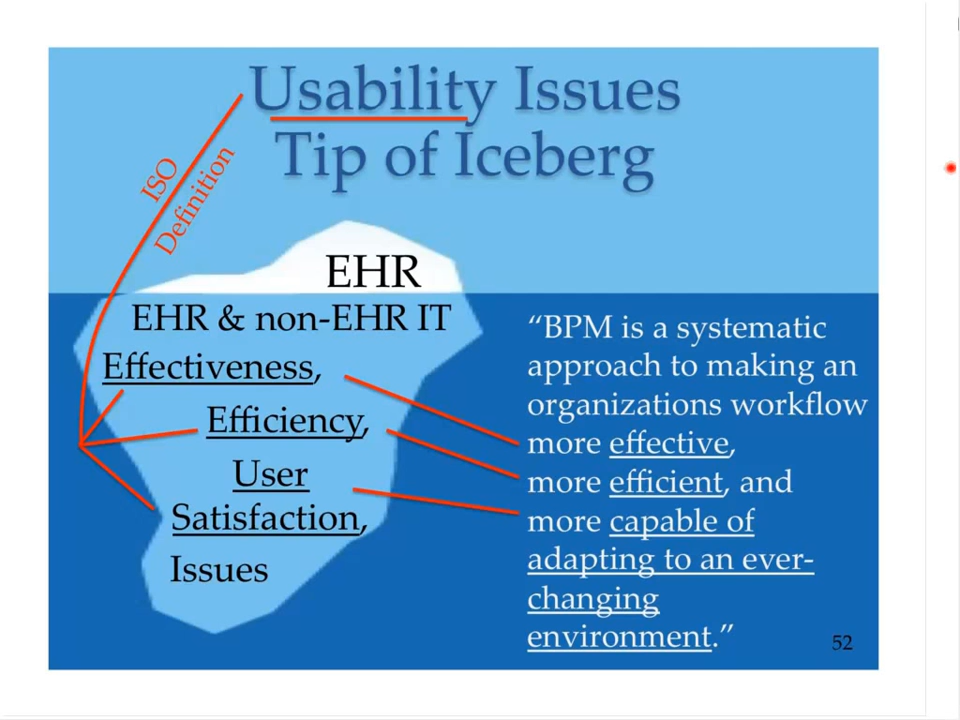 Usability Issues
Tip of Iceberg
ISO
Definition
EHR
EHR & non-EHR IT
Effectiveness,
Efficiency,
User
Satisfaction,
Issues
“BPM is a systematic
approach to making an
organizations workflow
more effective,
more efficient, and
more capable of
adapting to an ever-
changing
environment.”
52